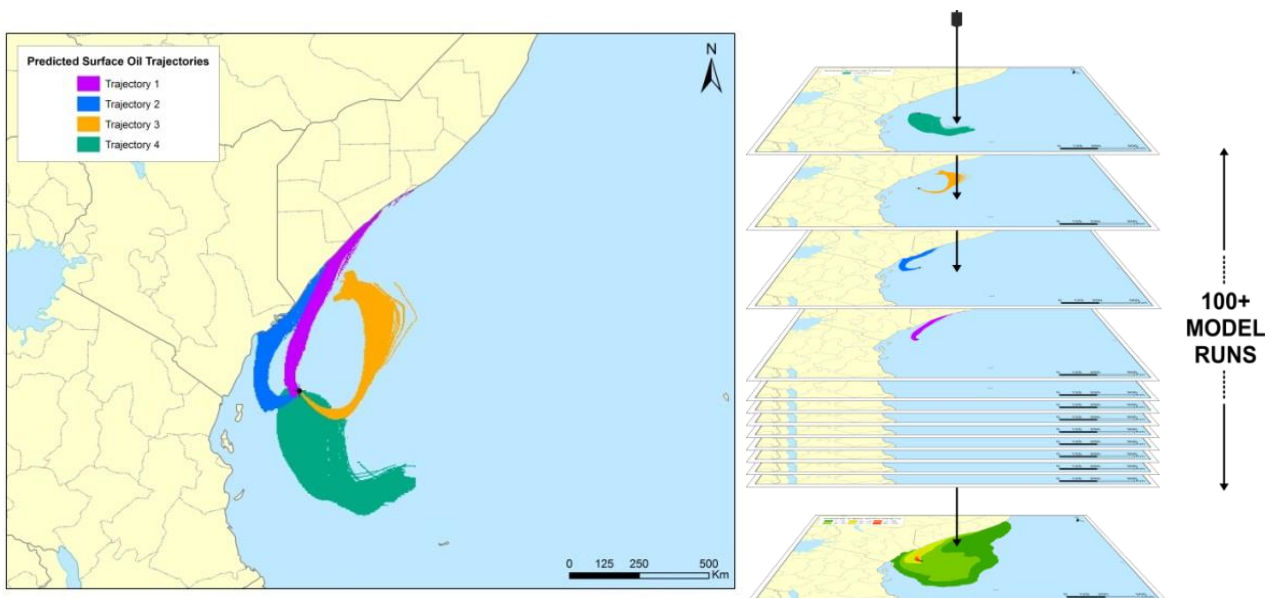 Predicted Surface Oil Trajectories
Trajectory 1
Trajectory 2
Trajectory 3
Trajectory 4
N
0 125 250 500
Km
100+
MODEL
RUNS